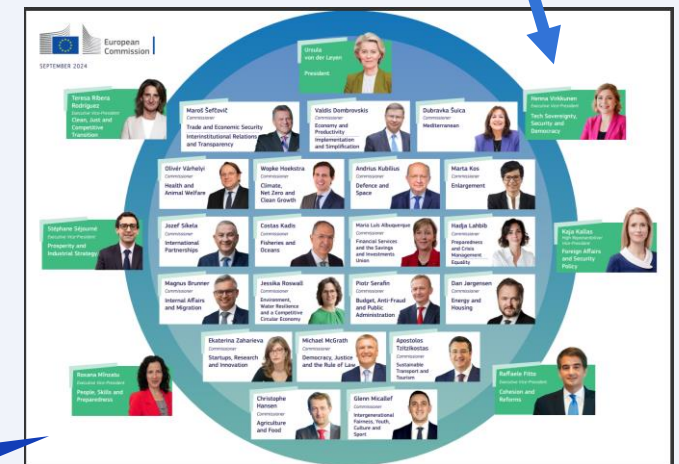 European
Commission
SEPTEMBER 2024
Ursula
von der Leyen
President
Teresa Ribera
Rodríguez
Executive Vice-President
Clean, Just and
Competitive
Transition
Maroš Šefčovič
Commissioner
Trade and Economic Security
Interinstitutional Relations
and Transparency
Valdis Dombrovskis
Commissioner
Economy and
Productivity
Implementation
and Simplification
Dubravka Šuica
Commissioner
Mediterranean
Henna Virkkunen
Executive Vice-President
Tech Sovereignty,
Security and
Democracy
Olivér Várhelyi
Commissioner
Health and
Animal Welfare
Wopke Hoekstra
Commissioner
Climate,
Net Zero and
Clean Growth
Andrius Kubilius
Commissioner
Defence and
Space
Marta Kos
Commissioner
Enlargement
Stéphane Séjourné
Executive Vice-President
Prosperity and
Industrial Strategy
Jozef Síkela
Commissioner
International
Partnerships
Costas Kadis
Commissioner
Fisheries and
Oceans
Maria Luís Albuquerque
Commissioner
Financial Services
and the Savings
and Investments
Union
Hadja Lahbib
Commissioner
Preparedness
and Crisis
Management
Equality
Kaja Kallas
High Representative
Vice-President
Foreign Affairs
and Security
Policy
Magnus Brunner
Commissioner
Internal Affairs
and Migration
Jessika Roswall
Commissioner
Environment,
Water Resilience
and a Competitive
Circular Economy
Piotr Serafin
Commissioner
Budget, Anti-Fraud
and Public
Administration
Dan Jørgensen
Commissioner
Energy and
Housing
Ekaterina Zaharieva
Commissioner
Startups, Research
and Innovation
Michael McGrath
Commissioner
Democracy, Justice
and the Rule of Law
Apostolos
Tzitzikostas
Commissioner
Sustainable
Transport and
Tourism
Roxana Mînzatu
Executive Vice-President
People, Skills and
Preparedness
Raffaele Fitto
Executive Vice-President
Cohesion and
Reforms
Christophe
Hansen
Commissioner
Agriculture
and Food
Glenn Micallef
Commissioner
Intergenerational
Fairness, Youth,
Culture and
Sport